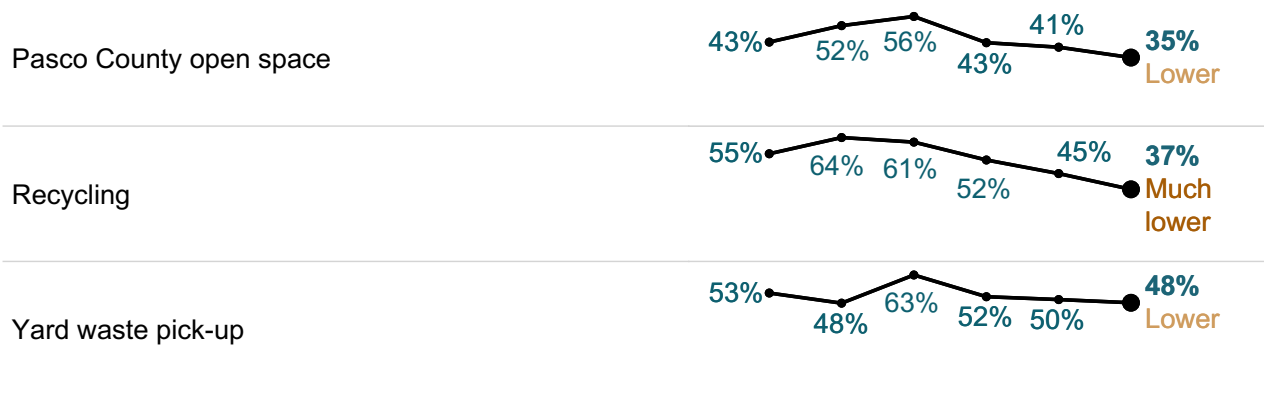 Pasco County open space
43%
52%
56%
43%
41%
35%
Lower
Recycling
55%
64%
61%
52%
45%
37%
Much
lower
Yard waste pick-up
53%
48%
63%
52%
50%
48%
Lower